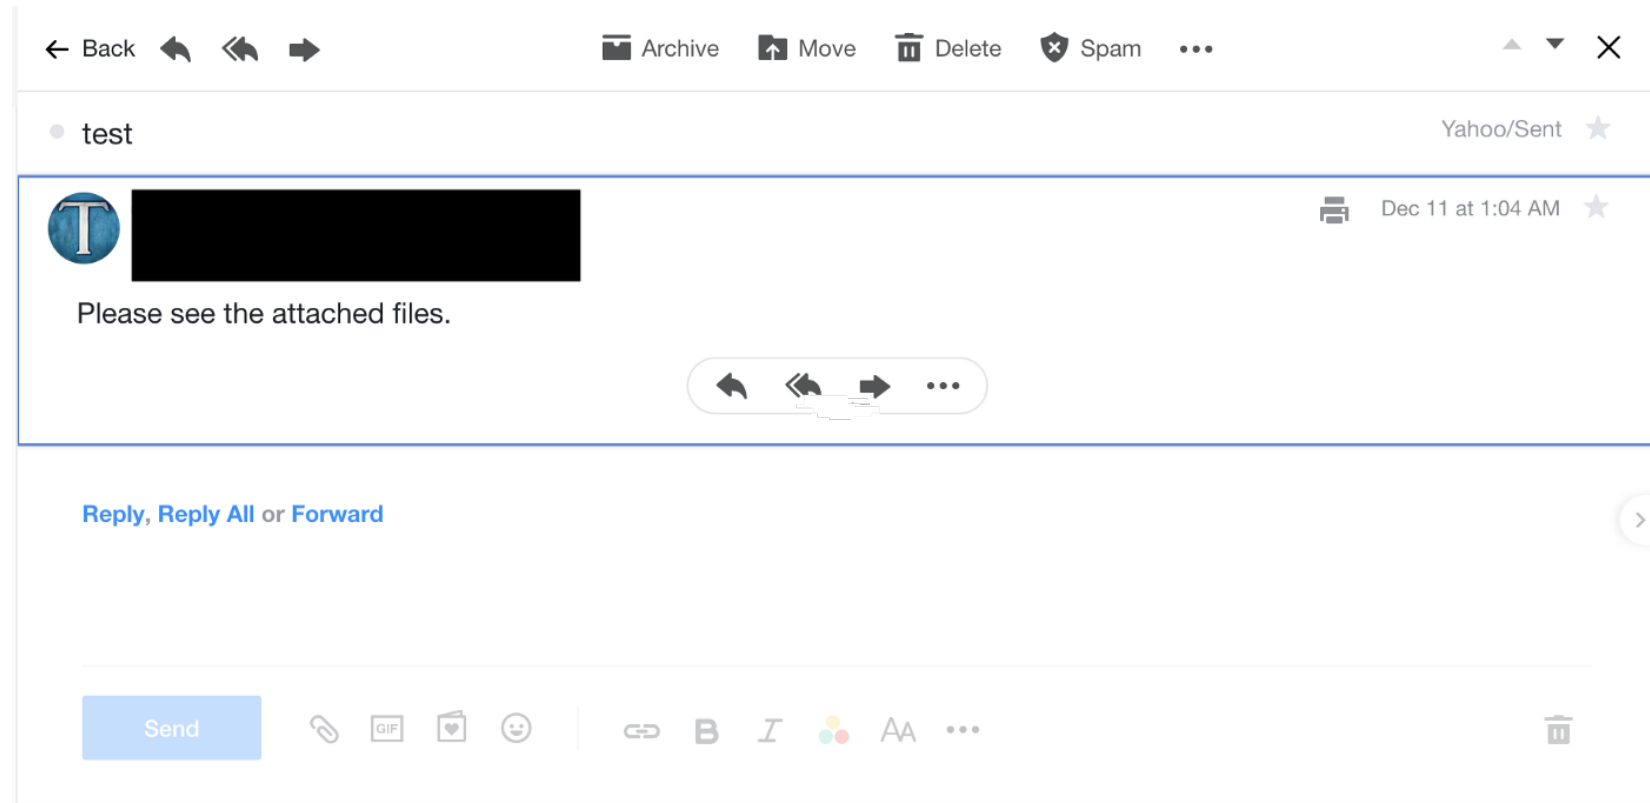 Back Archive Move Delete Spam
test Yahoo/Sent
T Dec 11 at 1:04 AM
Please see the attached files.
Reply, Reply All or Forward
Send GIF B I AA